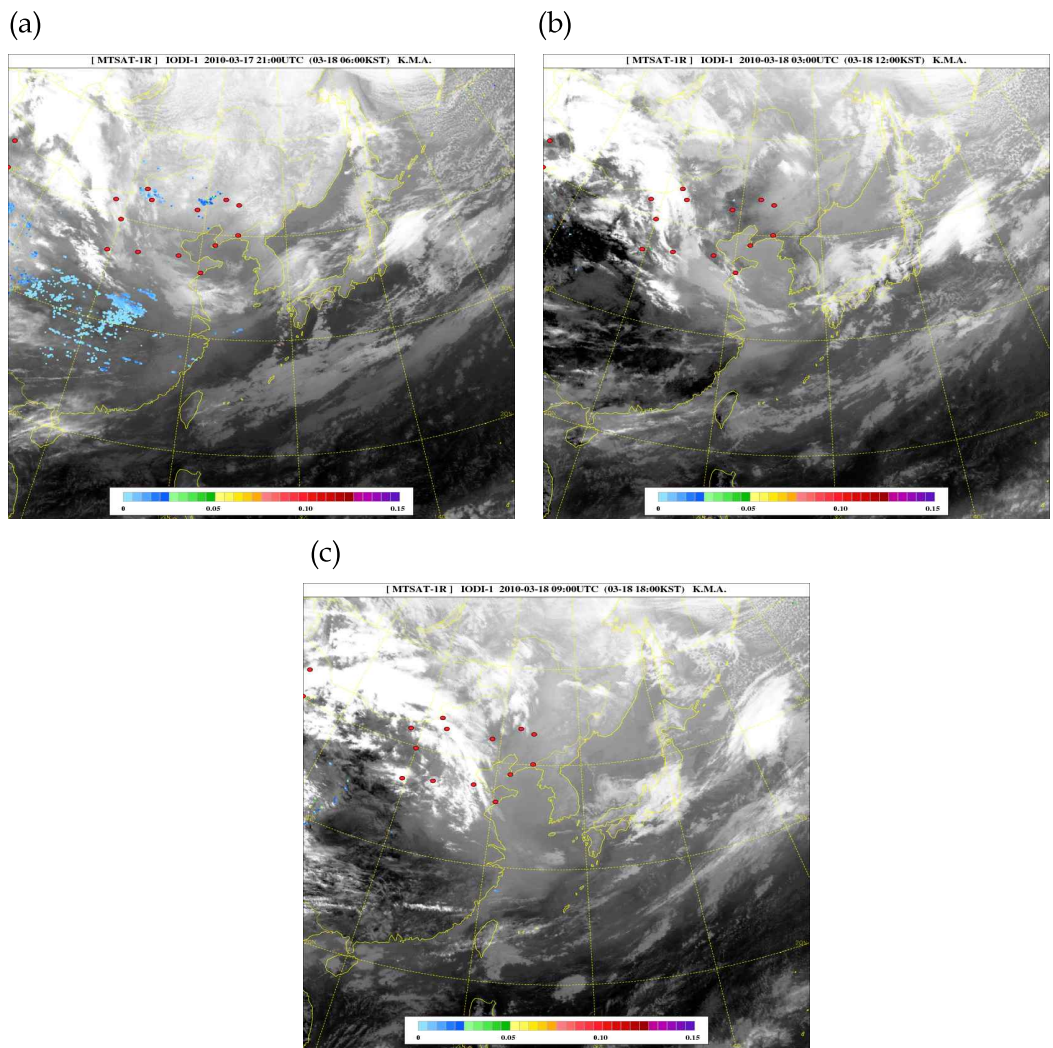 (a)
(b)
[ MTSAT-1R ] IODI-1 2010-03-17 21:00UTC (03-18 06:00KST) K.M.A.
[ MTSAT-1R ] IODI-1 2010-03-18 03:00UTC (03-18 12:00KST) K.M.A.
0 0.05 0.10 0.15
0 0.05 0.10 0.15
(c)
[ MTSAT-1R ] IODI-1 2010-03-18 09:00UTC (03-18 18:00KST) K.M.A.
0 0.05 0.10 0.15